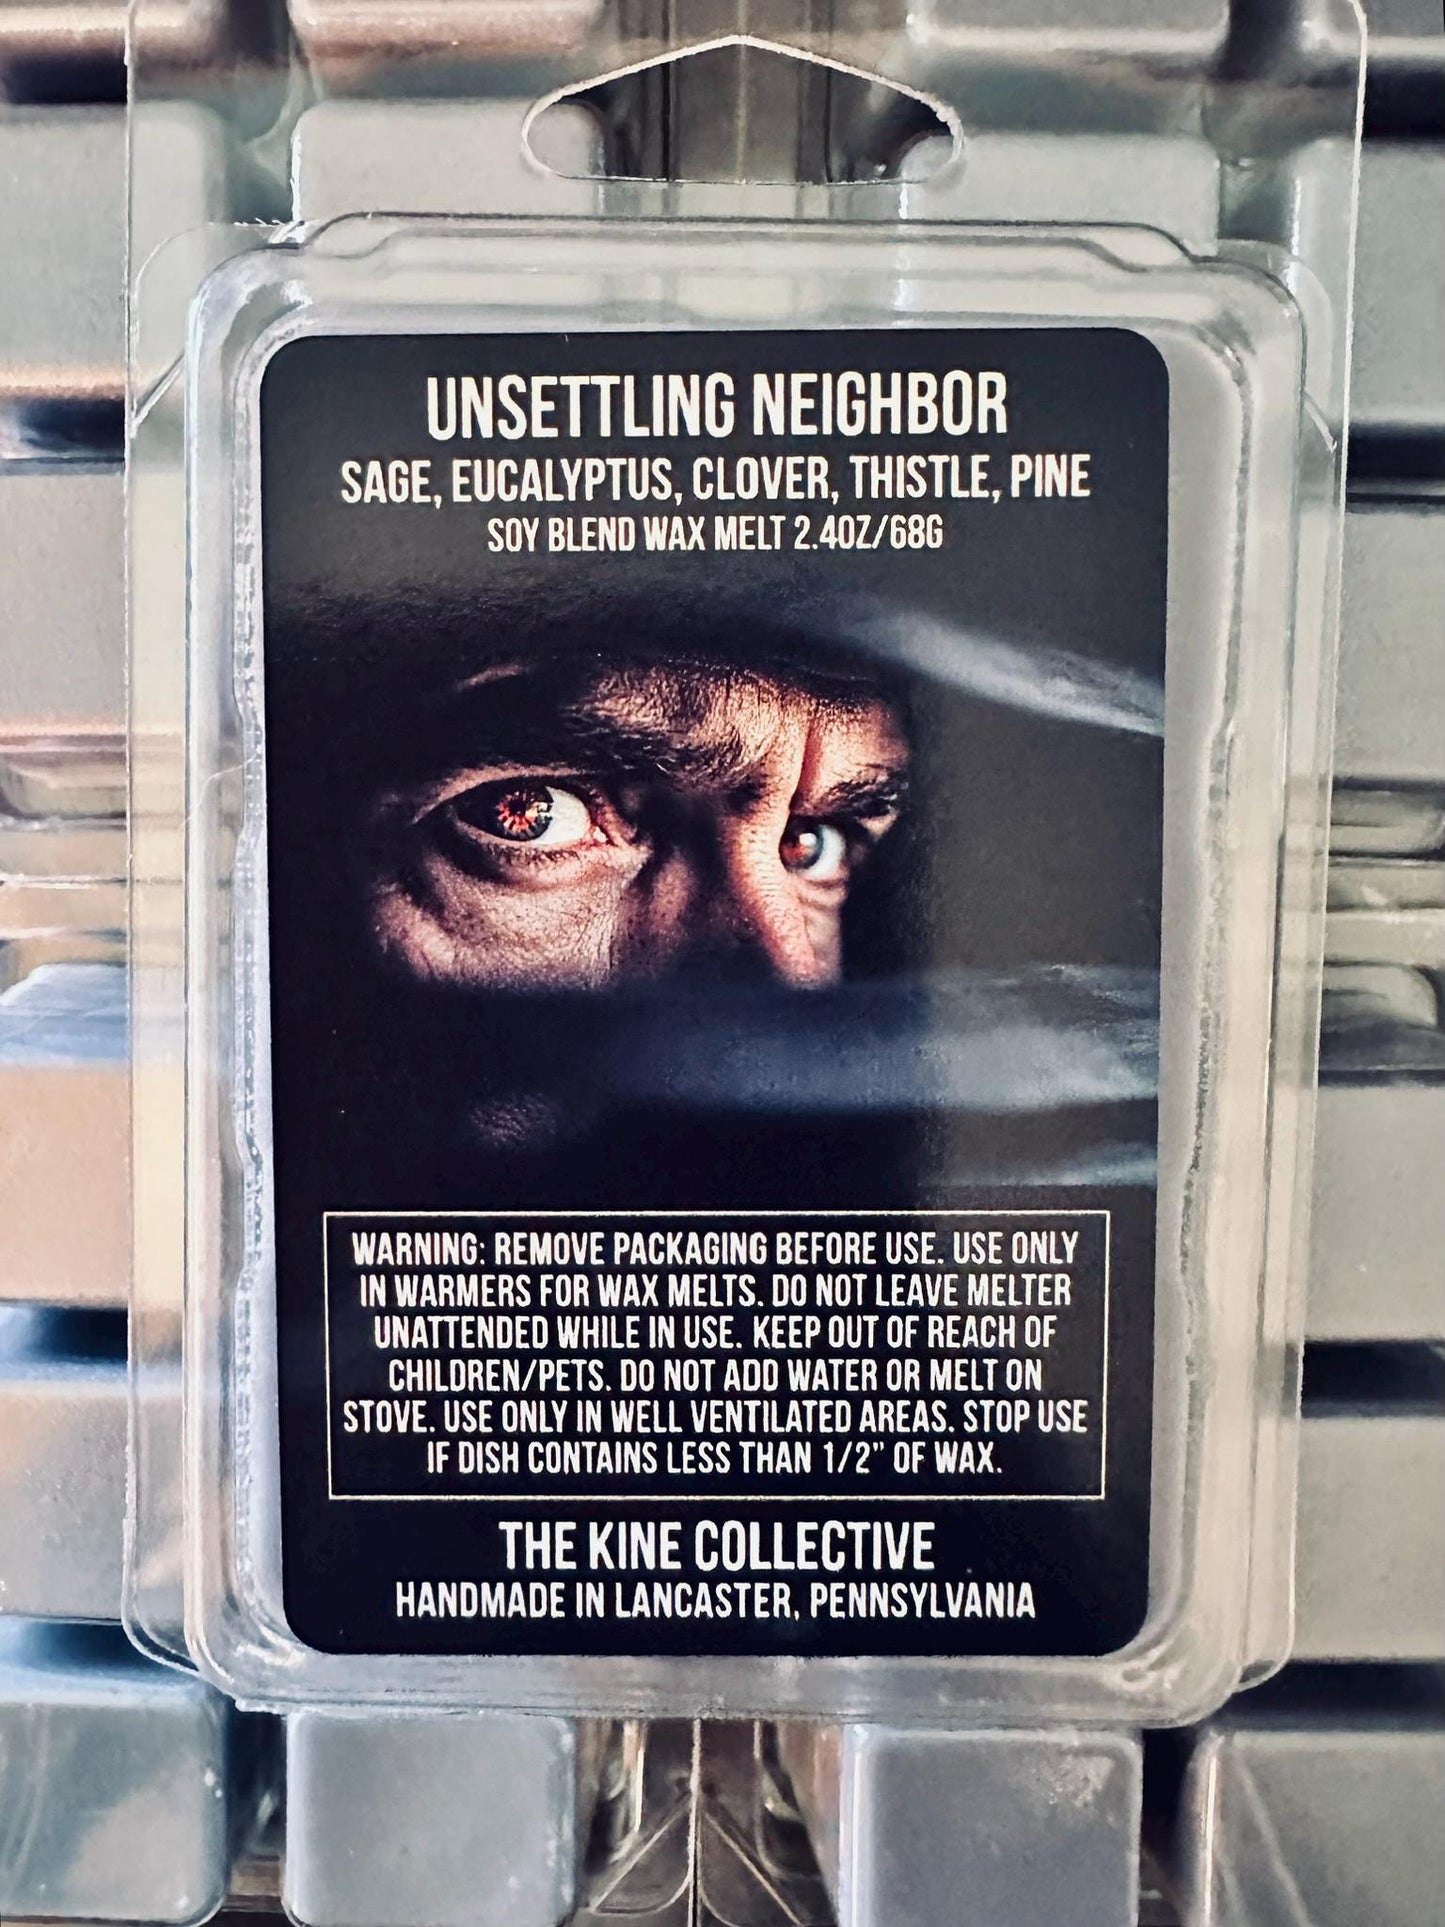 UNSETTLING NEIGHBOR
SAGE, EUCALYPTUS, CLOVER, THISTLE, PINE
SOY BLEND WAX MELT 2.4OZ/68G
WARNING: REMOVE PACKAGING BEFORE USE. USE ONLY
IN WARMERS FOR WAX MELTS. DO NOT LEAVE MELTER
UNATTENDED WHILE IN USE. KEEP OUT OF REACH OF
CHILDREN/PETS. DO NOT ADD WATER OR MELT ON
STOVE. USE ONLY IN WELL VENTILATED AREAS. STOP USE
IF DISH CONTAINS LESS THAN 1/2" OF WAX.
THE KINE COLLECTIVE
HANDMADE IN LANCASTER, PENNSYLVANIA